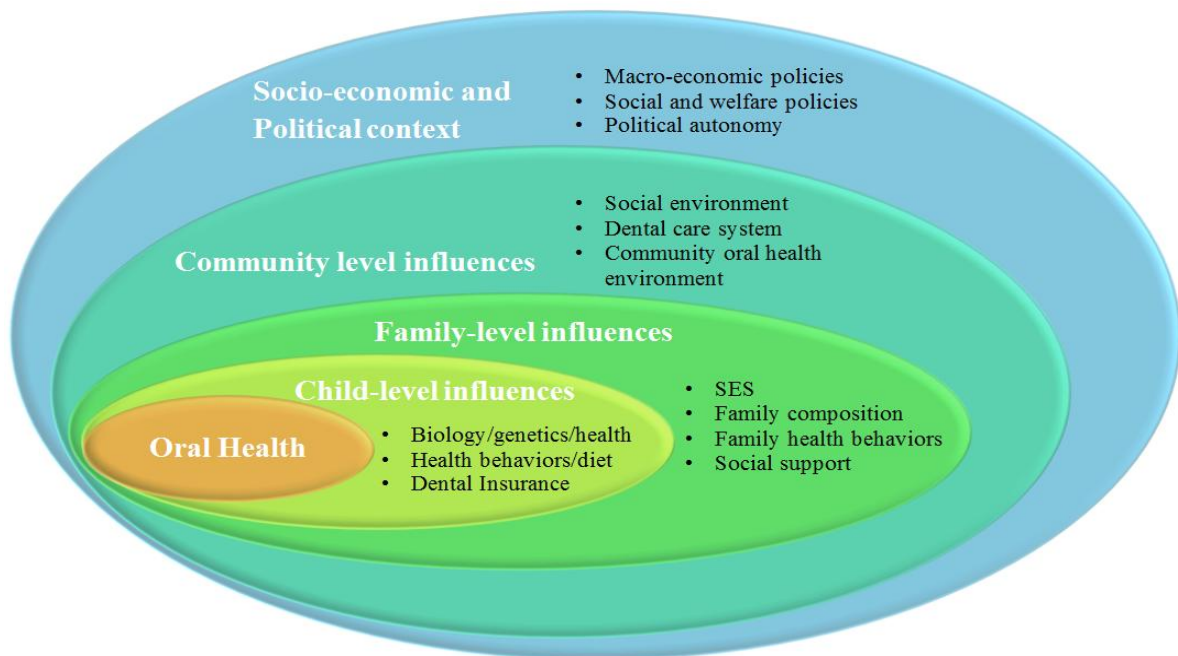 Socio-economic and
Political context
• Macro-economic policies
• Social and welfare policies
• Political autonomy
Community level influences
• Social environment
• Dental care system
• Community oral health
environment
Family-level influences
• SES
• Family composition
• Family health behaviors
• Social support
Child-level influences
• Biology/genetics/health
• Health behaviors/diet
• Dental Insurance
Oral Health